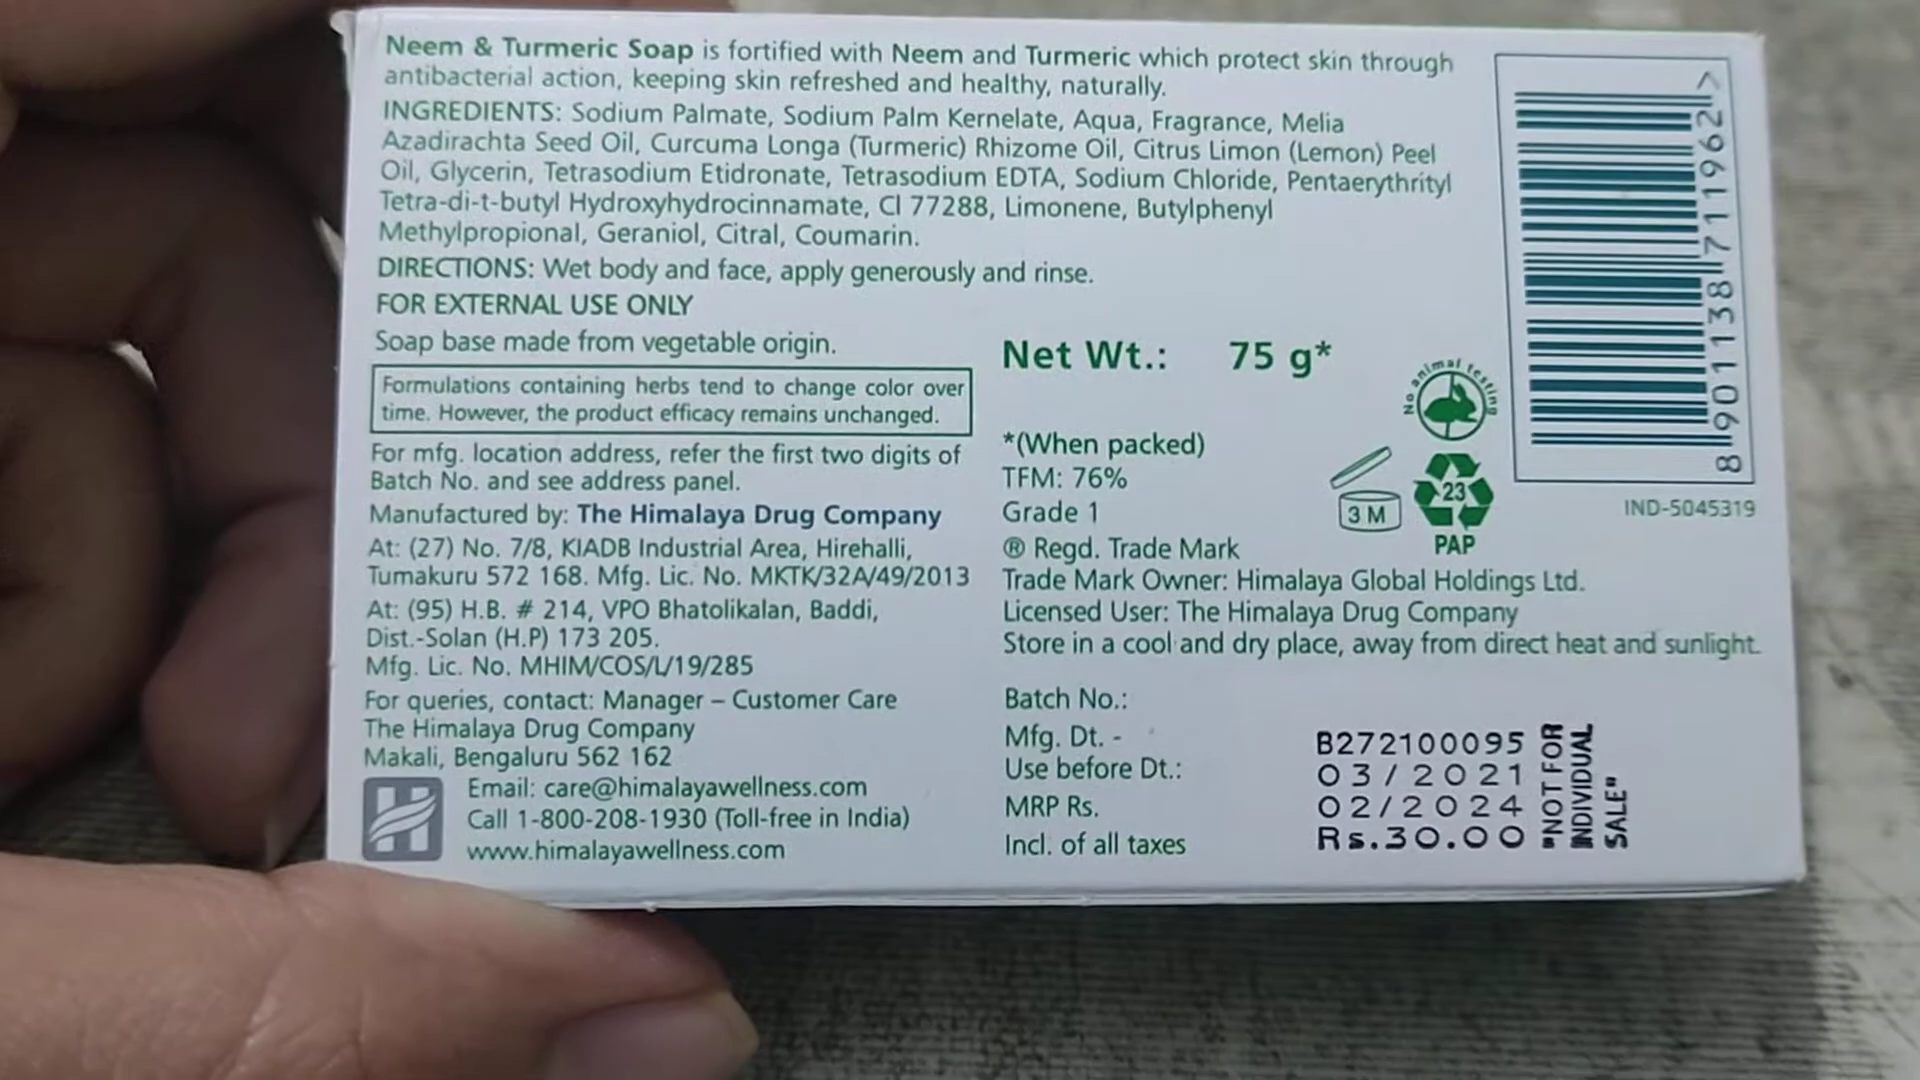 Neem & Turmeric Soap is fortified with Neem and Turmeric which protect skin through
antibacterial action, keeping skin refreshed and healthy, naturally.
INGREDIENTS: Sodium Palmate, Sodium Palm Kernelate, Aqua, Fragrance, Melia
Azadirachta Seed Oil, Curcuma Longa (Turmeric) Rhizome Oil, Citrus Limon (Lemon) Peel
Oil, Glycerin, Tetrasodium Etidronate, Tetrasodium EDTA, Sodium Chloride, Pentaerythrityl
Tetra-di-t-butyl Hydroxyhydrocinnamate, CI 77288, Limonene, Butylphenyl
Methylpropional, Geraniol, Citral, Coumarin.
DIRECTIONS: Wet body and face, apply generously and rinse.
FOR EXTERNAL USE ONLY
Soap base made from vegetable origin.
Formulations containing herbs tend to change color over
time. However, the product efficacy remains unchanged.
For mfg. location address, refer the first two digits of
Batch No. and see address panel.
Manufactured by: The Himalaya Drug Company
At: (27) No. 7/8, KIADB Industrial Area, Hirehalli,
Tumakuru 572 168. Mfg. Lic. No. MKTK/32A/49/2013
At: (95) H.B. # 214, VPO Bhatolikalan, Baddi,
Dist.-Solan (H.P) 173 205.
Mfg. Lic. No. MHIM/COS/L/19/285
For queries, contact: Manager – Customer Care
The Himalaya Drug Company
Makali, Bengaluru 562 162
Email: care@himalayawellness.com
Call 1-800-208-1930 (Toll-free in India)
www.himalayawellness.com
Net Wt.: 75 g*
*(When packed)
TFM: 76%
Grade 1
® Regd. Trade Mark
Trade Mark Owner: Himalaya Global Holdings Ltd.
Licensed User: The Himalaya Drug Company
Store in a cool and dry place, away from direct heat and sunlight.
No animal testing
3 M
23
PAP
8 901138 711962 >
IND-5045319
Batch No.: B272100095
Mfg. Dt. - 03/2021
Use before Dt.: 02/2024
MRP Rs. Rs.30.00
Incl. of all taxes
"NOT FOR
INDIVIDUAL
SALE"